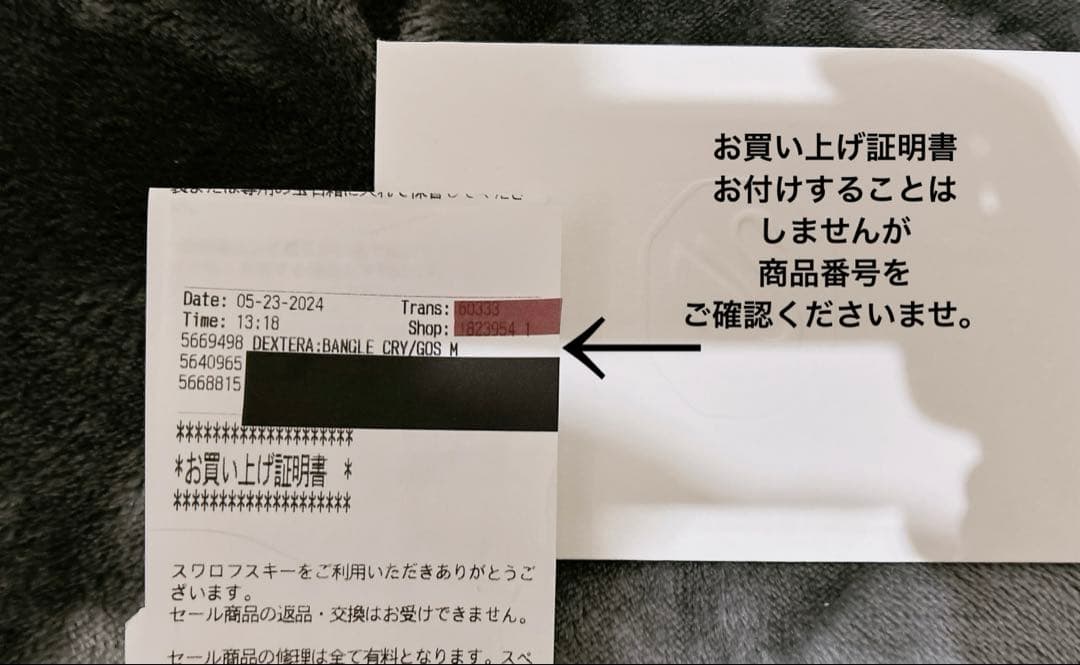 お買い上げ証明書
お付けすることは
しませんが
商品番号を
ご確認くださいませ。
Date: 05-23-2024 Trans: 60333
Time: 13:18 Shop: 1823954 1
5669498 DEXTERA:BANGLE CRY/GOS M
5640965
5668815
********************
*お買い上げ証明書 *
********************
スワロフスキーをご利用いただきありがとうご
ざいます。
セール商品の返品・交換はお受けできません。
セール商品の修理は全て有料となります。スペ